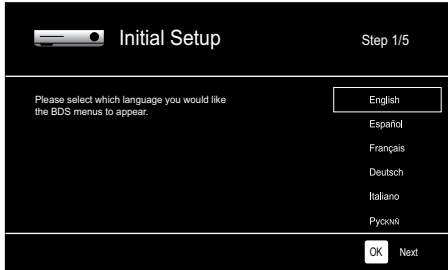 Initial Setup
Step 1/5
Please select which language you would like
the BDS menus to appear.
English
Español
Français
Deutsch
Italiano
Руский
OK Next